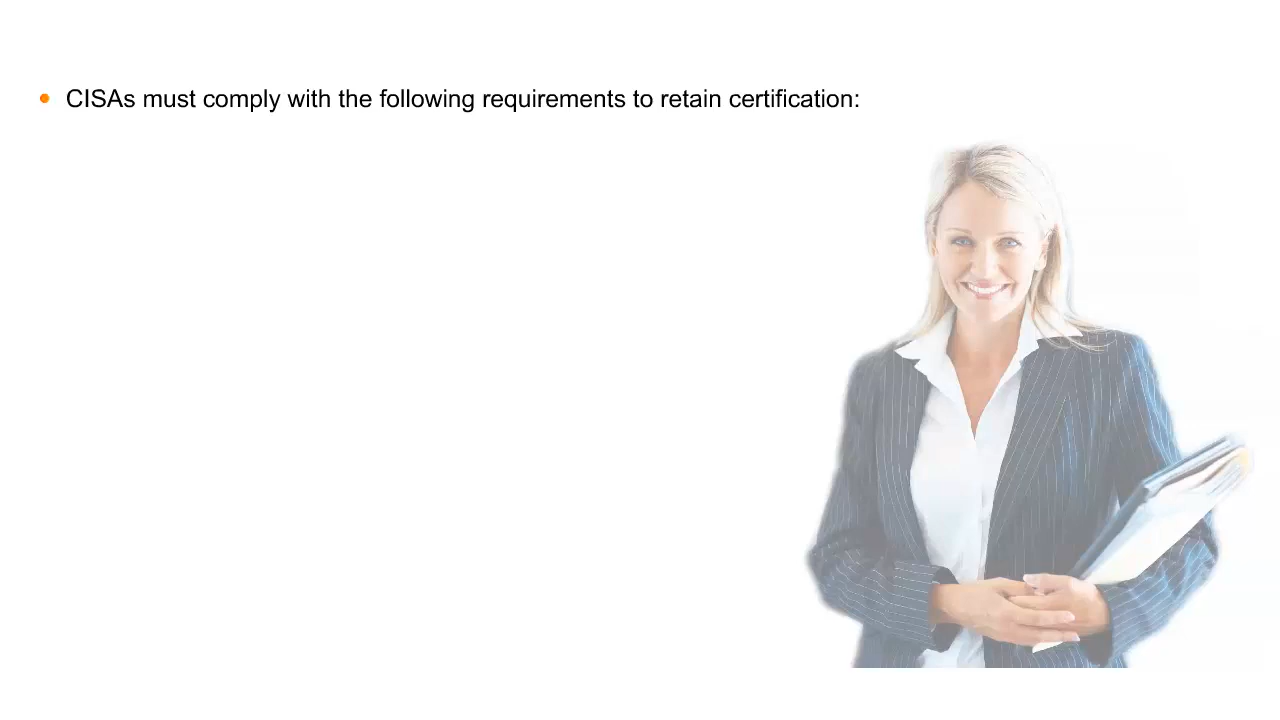 CISAs must comply with the following requirements to retain certification: